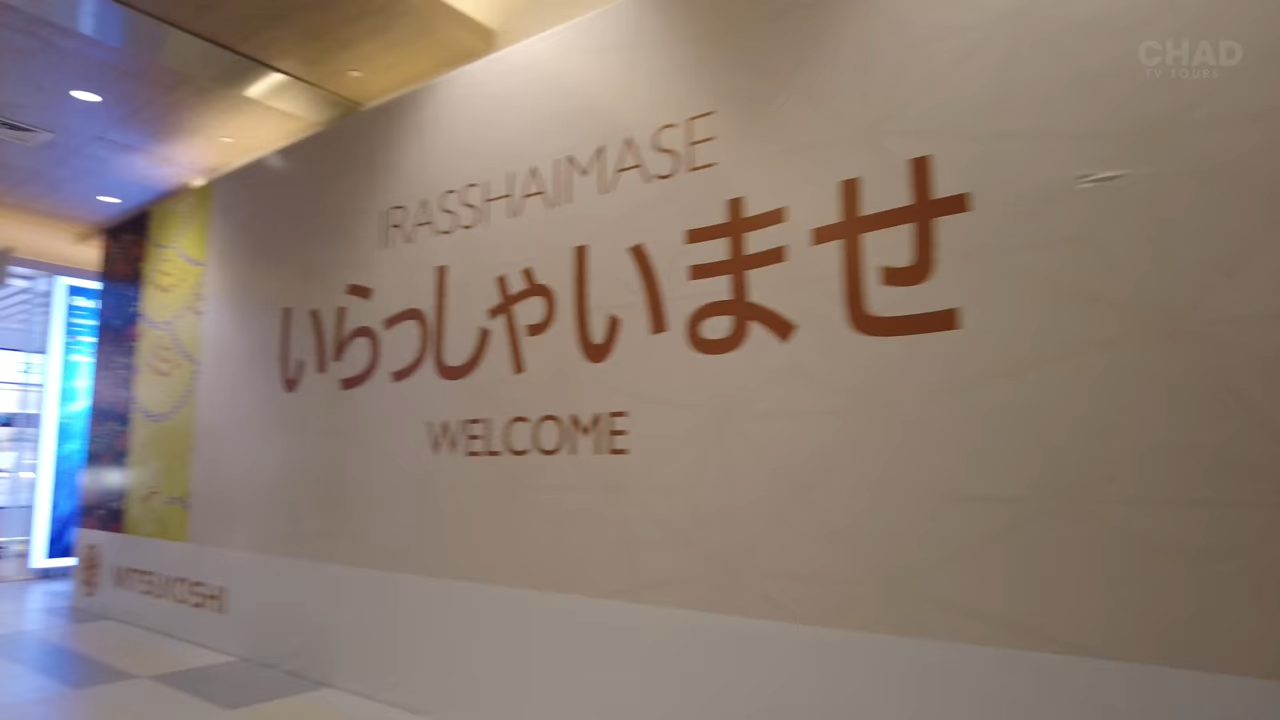 CHAD
TV TOURS
IRASSHAIMASE
いらっしゃいませ
WELCOME
MITSUKOSHI